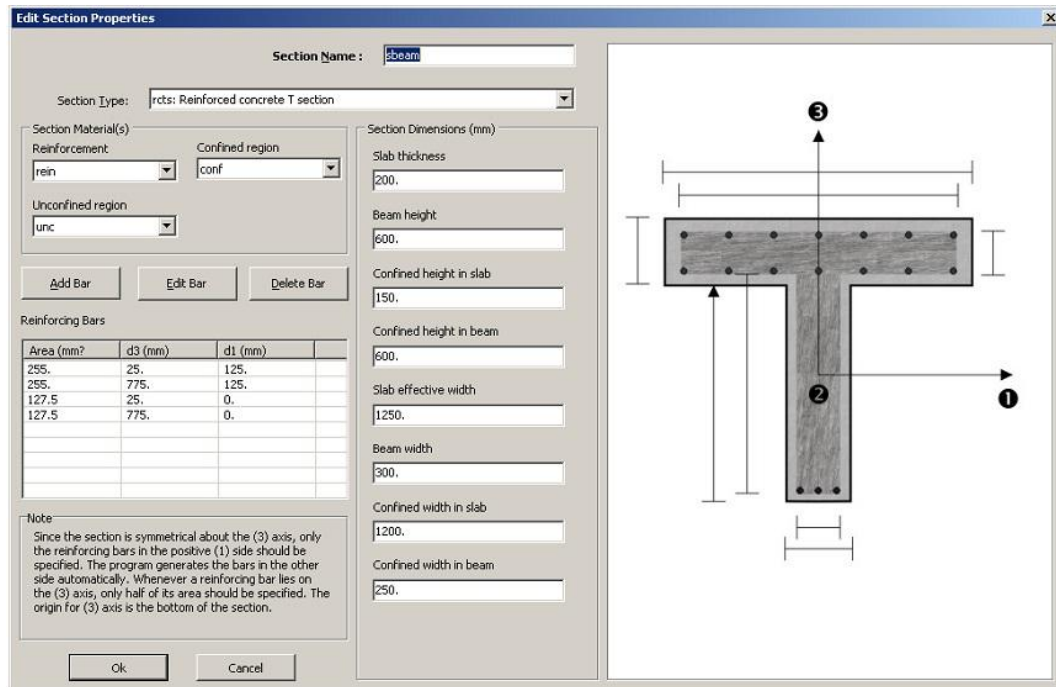 Edit Section Properties
Section Name : sbeam
Section Type: rcts: Reinforced concrete T section
Section Material(s)
Reinforcement Confined region
rein conf
Unconfined region
unc
Add Bar Edit Bar Delete Bar
Reinforcing Bars
Area (mm? d3 (mm) d1 (mm)
255. 25. 125.
255. 775. 125.
127.5 25. 0.
127.5 775. 0.
Note
Since the section is symmetrical about the (3) axis, only
the reinforcing bars in the positive (1) side should be
specified. The program generates the bars in the other
side automatically. Whenever a reinforcing bar lies on
the (3) axis, only half of its area should be specified. The
origin for (3) axis is the bottom of the section.
Ok Cancel
Section Dimensions (mm)
Slab thickness
200.
Beam height
600.
Confined height in slab
150.
Confined height in beam
600.
Slab effective width
1250.
Beam width
300.
Confined width in slab
1200.
Confined width in beam
250.
❸
❶
❷